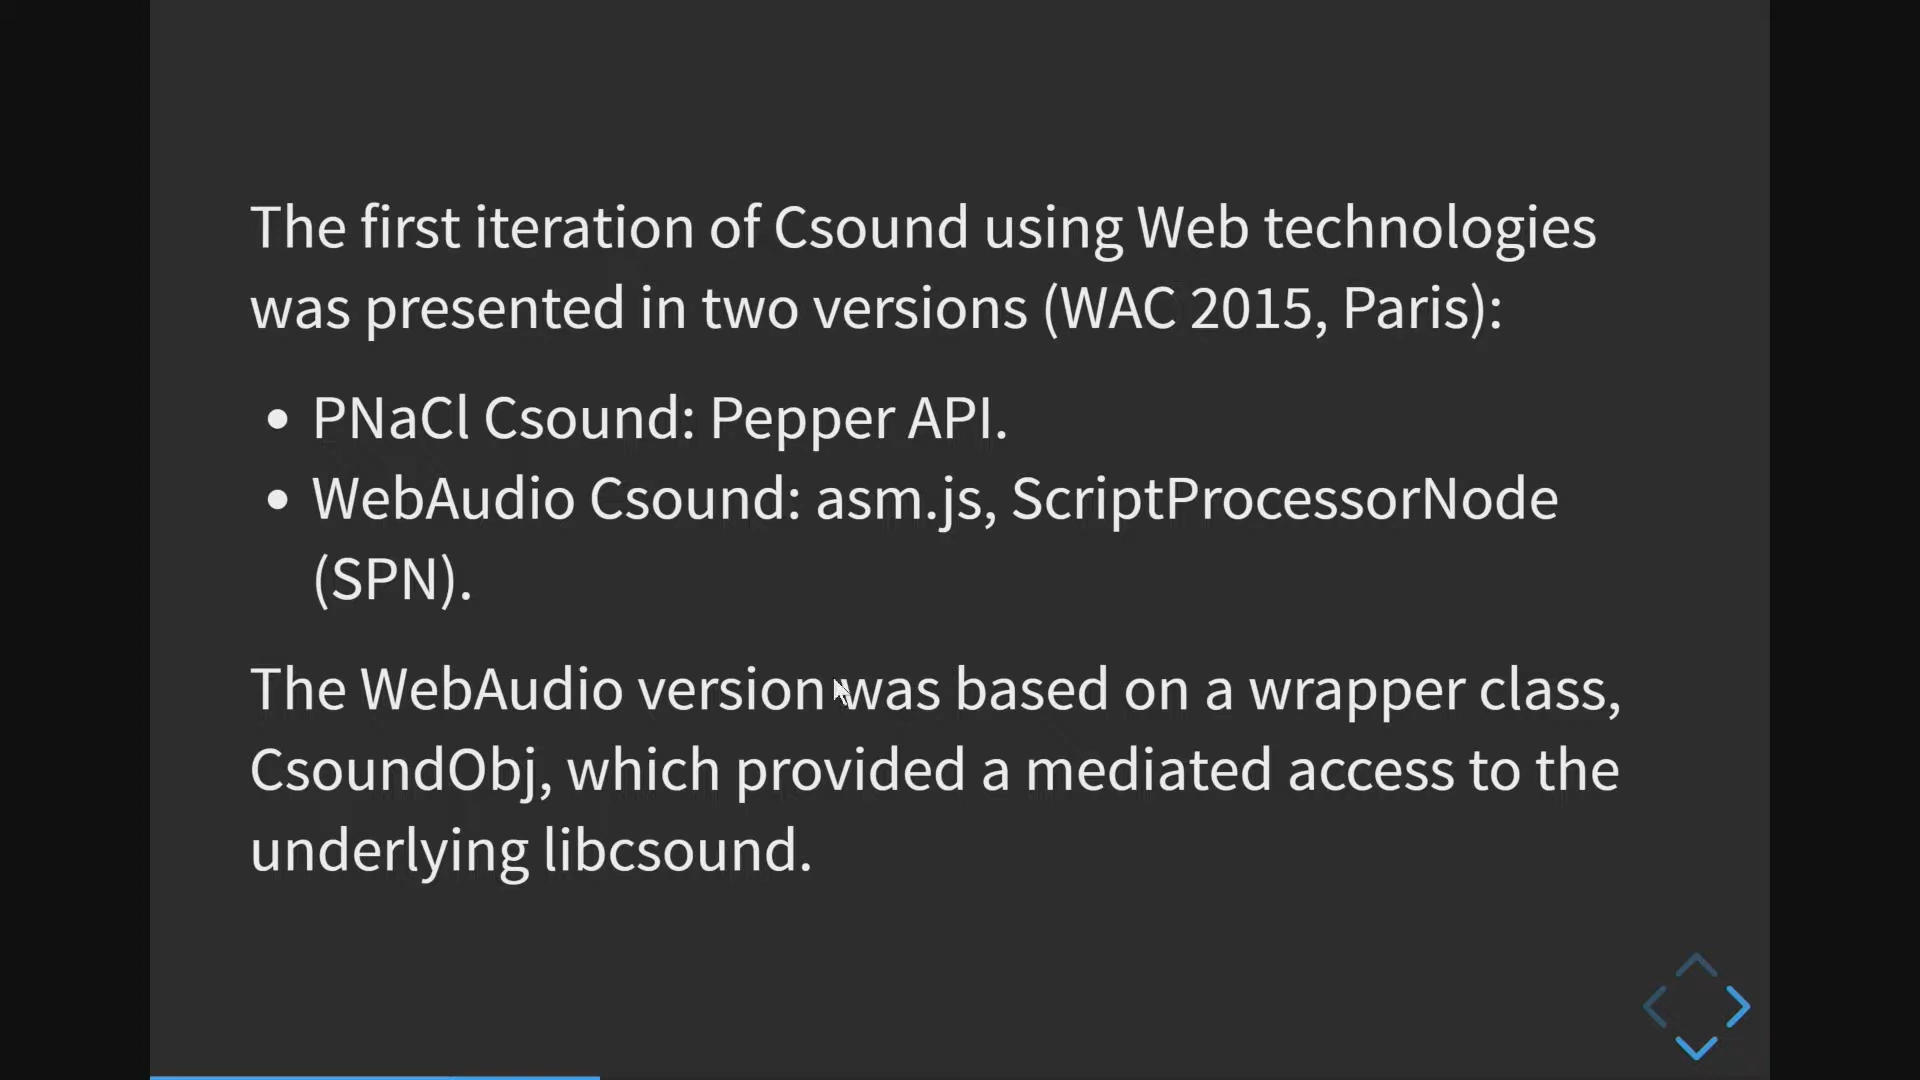 The first iteration of Csound using Web technologies
was presented in two versions (WAC 2015, Paris):
• PNaCl Csound: Pepper API.
• WebAudio Csound: asm.js, ScriptProcessorNode
(SPN).
The WebAudio version was based on a wrapper class,
CsoundObj, which provided a mediated access to the
underlying libcsound.